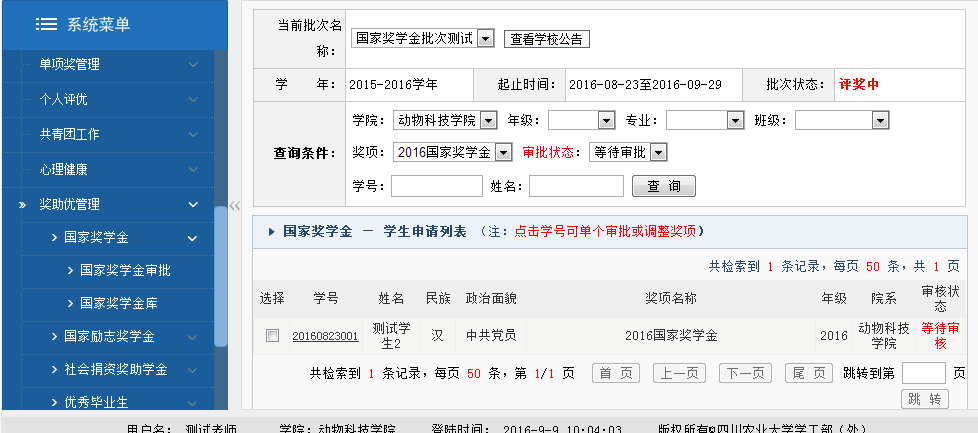 系统菜单
单项奖管理
个人评优
共青团工作
心理健康
奖助优管理
国家奖学金
国家奖学金审批
国家奖学金库
国家励志奖学金
社会捐资奖助学金
优秀毕业生
当前批次名称： 国家奖学金批次测试 查看学校公告
学 年： 2015-2016学年 起止时间： 2016-08-23至2016-09-29 批次状态： 评奖中
查询条件：
学院： 动物科技学院 年级： 专业： 班级：
奖项： 2016国家奖学金 审批状态： 等待审批
学号： 姓名： 查 询
国家奖学金 — 学生申请列表 （注：点击学号可单个审批或调整奖项）
共检索到 1 条记录，每页 50 条，共 1 页
选择 学号 姓名 民族 政治面貌 奖项名称 年级 院系 审核状态
20160823001 测试学生2 汉 中共党员 2016国家奖学金 2016 动物科技学院 等待审核
共检索到 1 条记录，每页 50 条，第 1/1 页 首 页 上一页 下一页 尾 页 跳转到第 页
跳 转
用户名： 测试老师 学院：动物科技学院 登陆时间： 2016-9-9 10:04:03 版权所有@四川农业大学学工部（处）